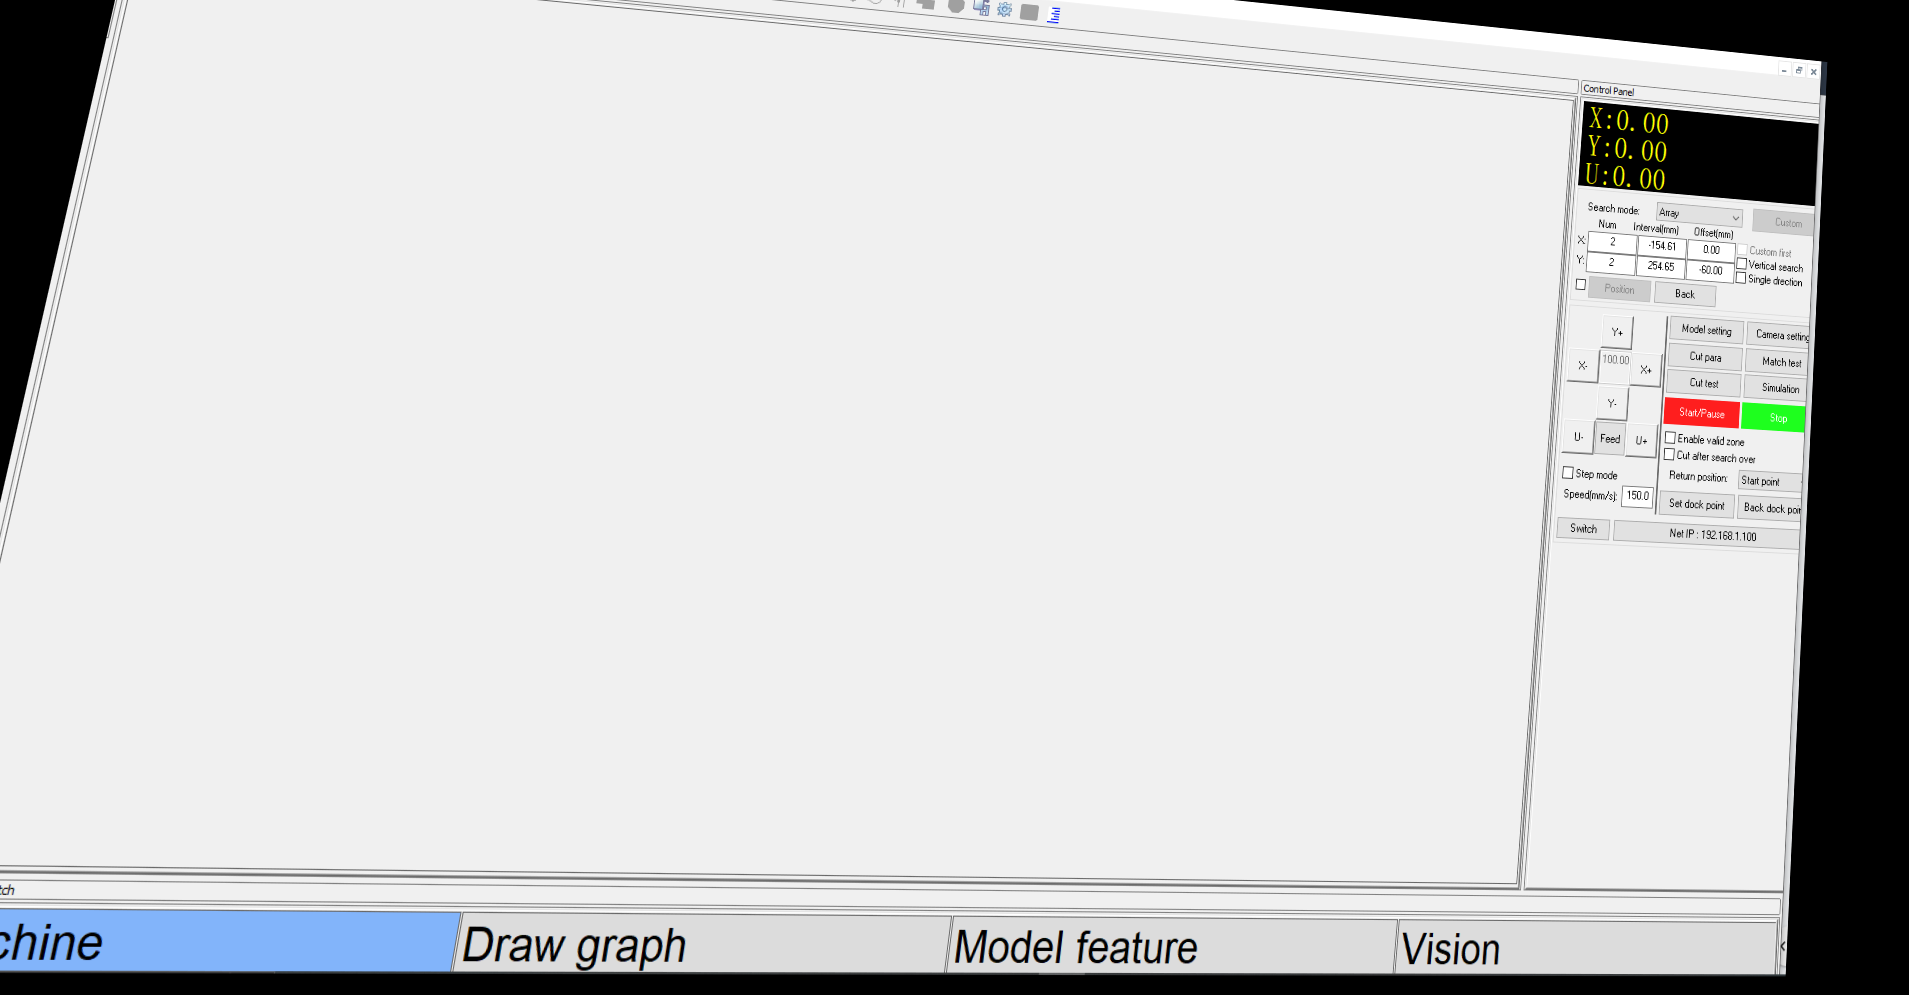 Control Panel
X:0.00
Y:0.00
U:0.00
Search mode: Array Custom
Num Interval(mm) Offset(mm)
X: 2 -154.61 0.00 Custom first
Y: 2 254.65 -60.00 Vertical search
Single direction
Position Back
Y+ Model setting Camera setting
X- 100.00 X+ Cut para Match test
Cut test Simulation
Y- Start/Pause Stop
U- Feed U+ Enable valid zone
Cut after search over
Step mode Return position: Start point
Speed(mm/s): 150.0 Set dock point Back dock poi
Switch Net IP : 192.168.1.100
tch
chine Draw graph Model feature Vision